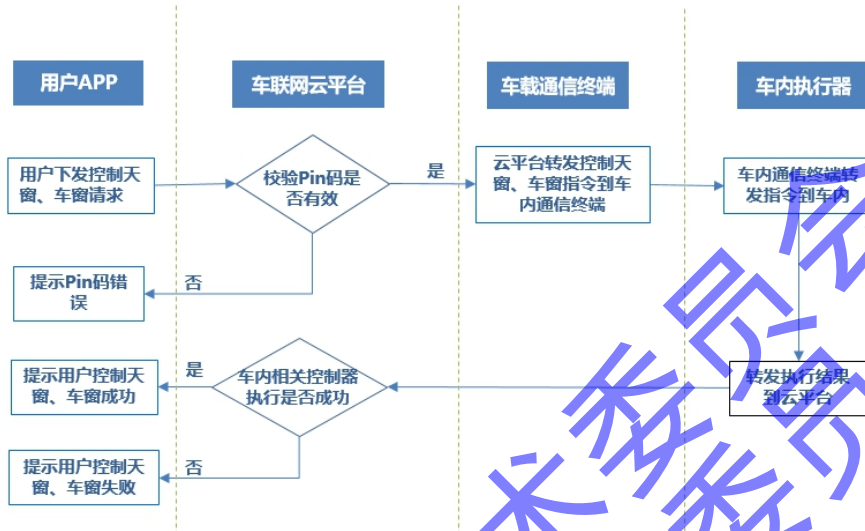 用户APP
车联网云平台
车载通信终端
车内执行器
用户下发控制天
窗、车窗请求
校验Pin码是
否有效
是
云平台转发控制天
窗、车窗指令到车
内通信终端
车内通信终端转
发指令到车内
提示Pin码错
误
否
提示用户控制天
窗、车窗成功
是
车内相关控制器
执行是否成功
转发执行结果
到云平台
提示用户控制天
窗、车窗失败
否
术委员会
委员